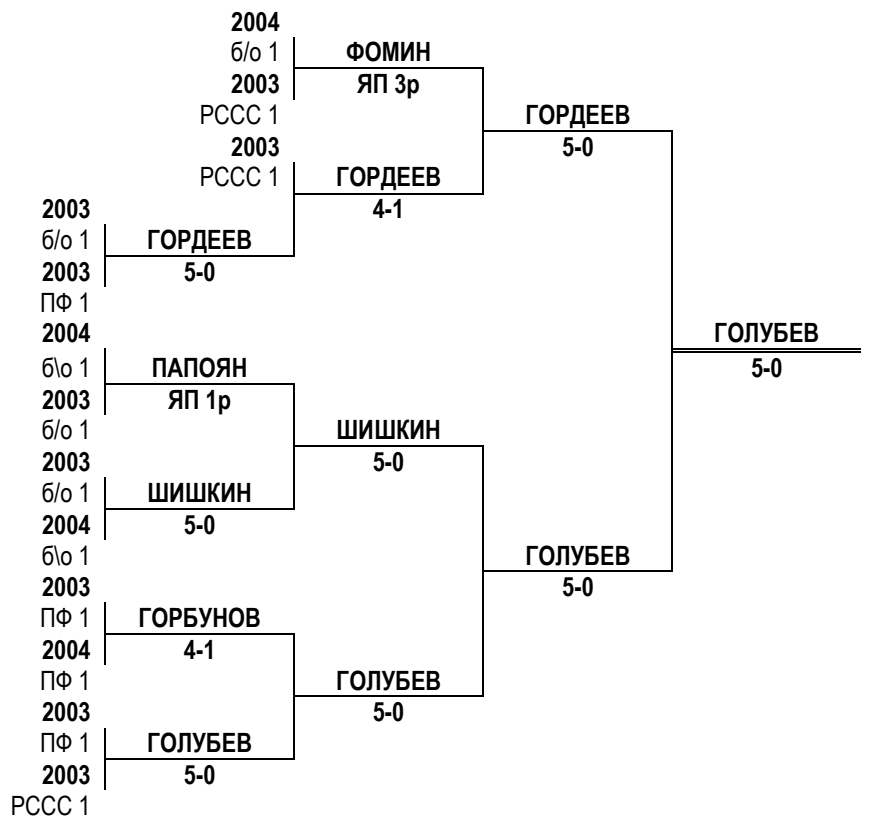 2004
б/о 1
ФОМИН
2003
ЯП 3р
РССС 1
ГОРДЕЕВ
2003
5-0
РССС 1
ГОРДЕЕВ
2003
4-1
б/о 1
ГОРДЕЕВ
2003
5-0
ПФ 1
2004
ГОЛУБЕВ
б\о 1
ПАПОЯН
5-0
2003
ЯП 1р
б/о 1
ШИШКИН
2003
5-0
б/о 1
ШИШКИН
2004
5-0
б\о 1
ГОЛУБЕВ
2003
5-0
ПФ 1
ГОРБУНОВ
2004
4-1
ПФ 1
ГОЛУБЕВ
2003
5-0
ПФ 1
ГОЛУБЕВ
2003
5-0
РССС 1